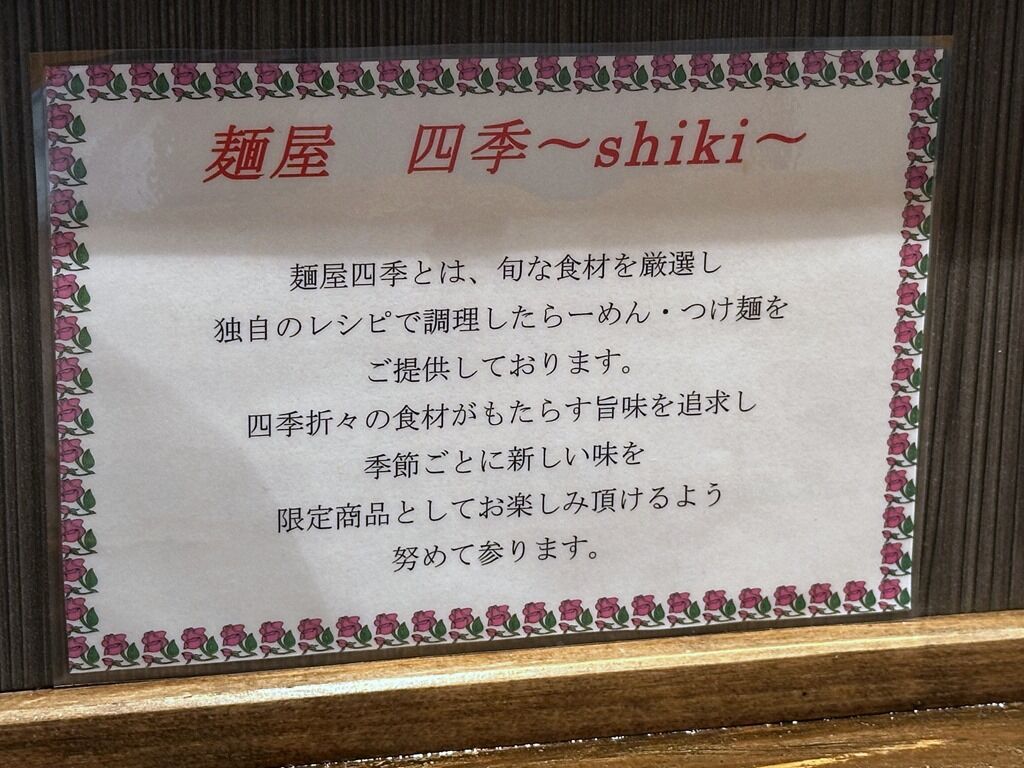 麺屋　四季～shiki～
麺屋四季とは、旬な食材を厳選し
独自のレシピで調理したらーめん・つけ麺を
ご提供しております。
四季折々の食材がもたらす旨味を追求し
季節ごとに新しい味を
限定商品としてお楽しみ頂けるよう
努めて参ります。